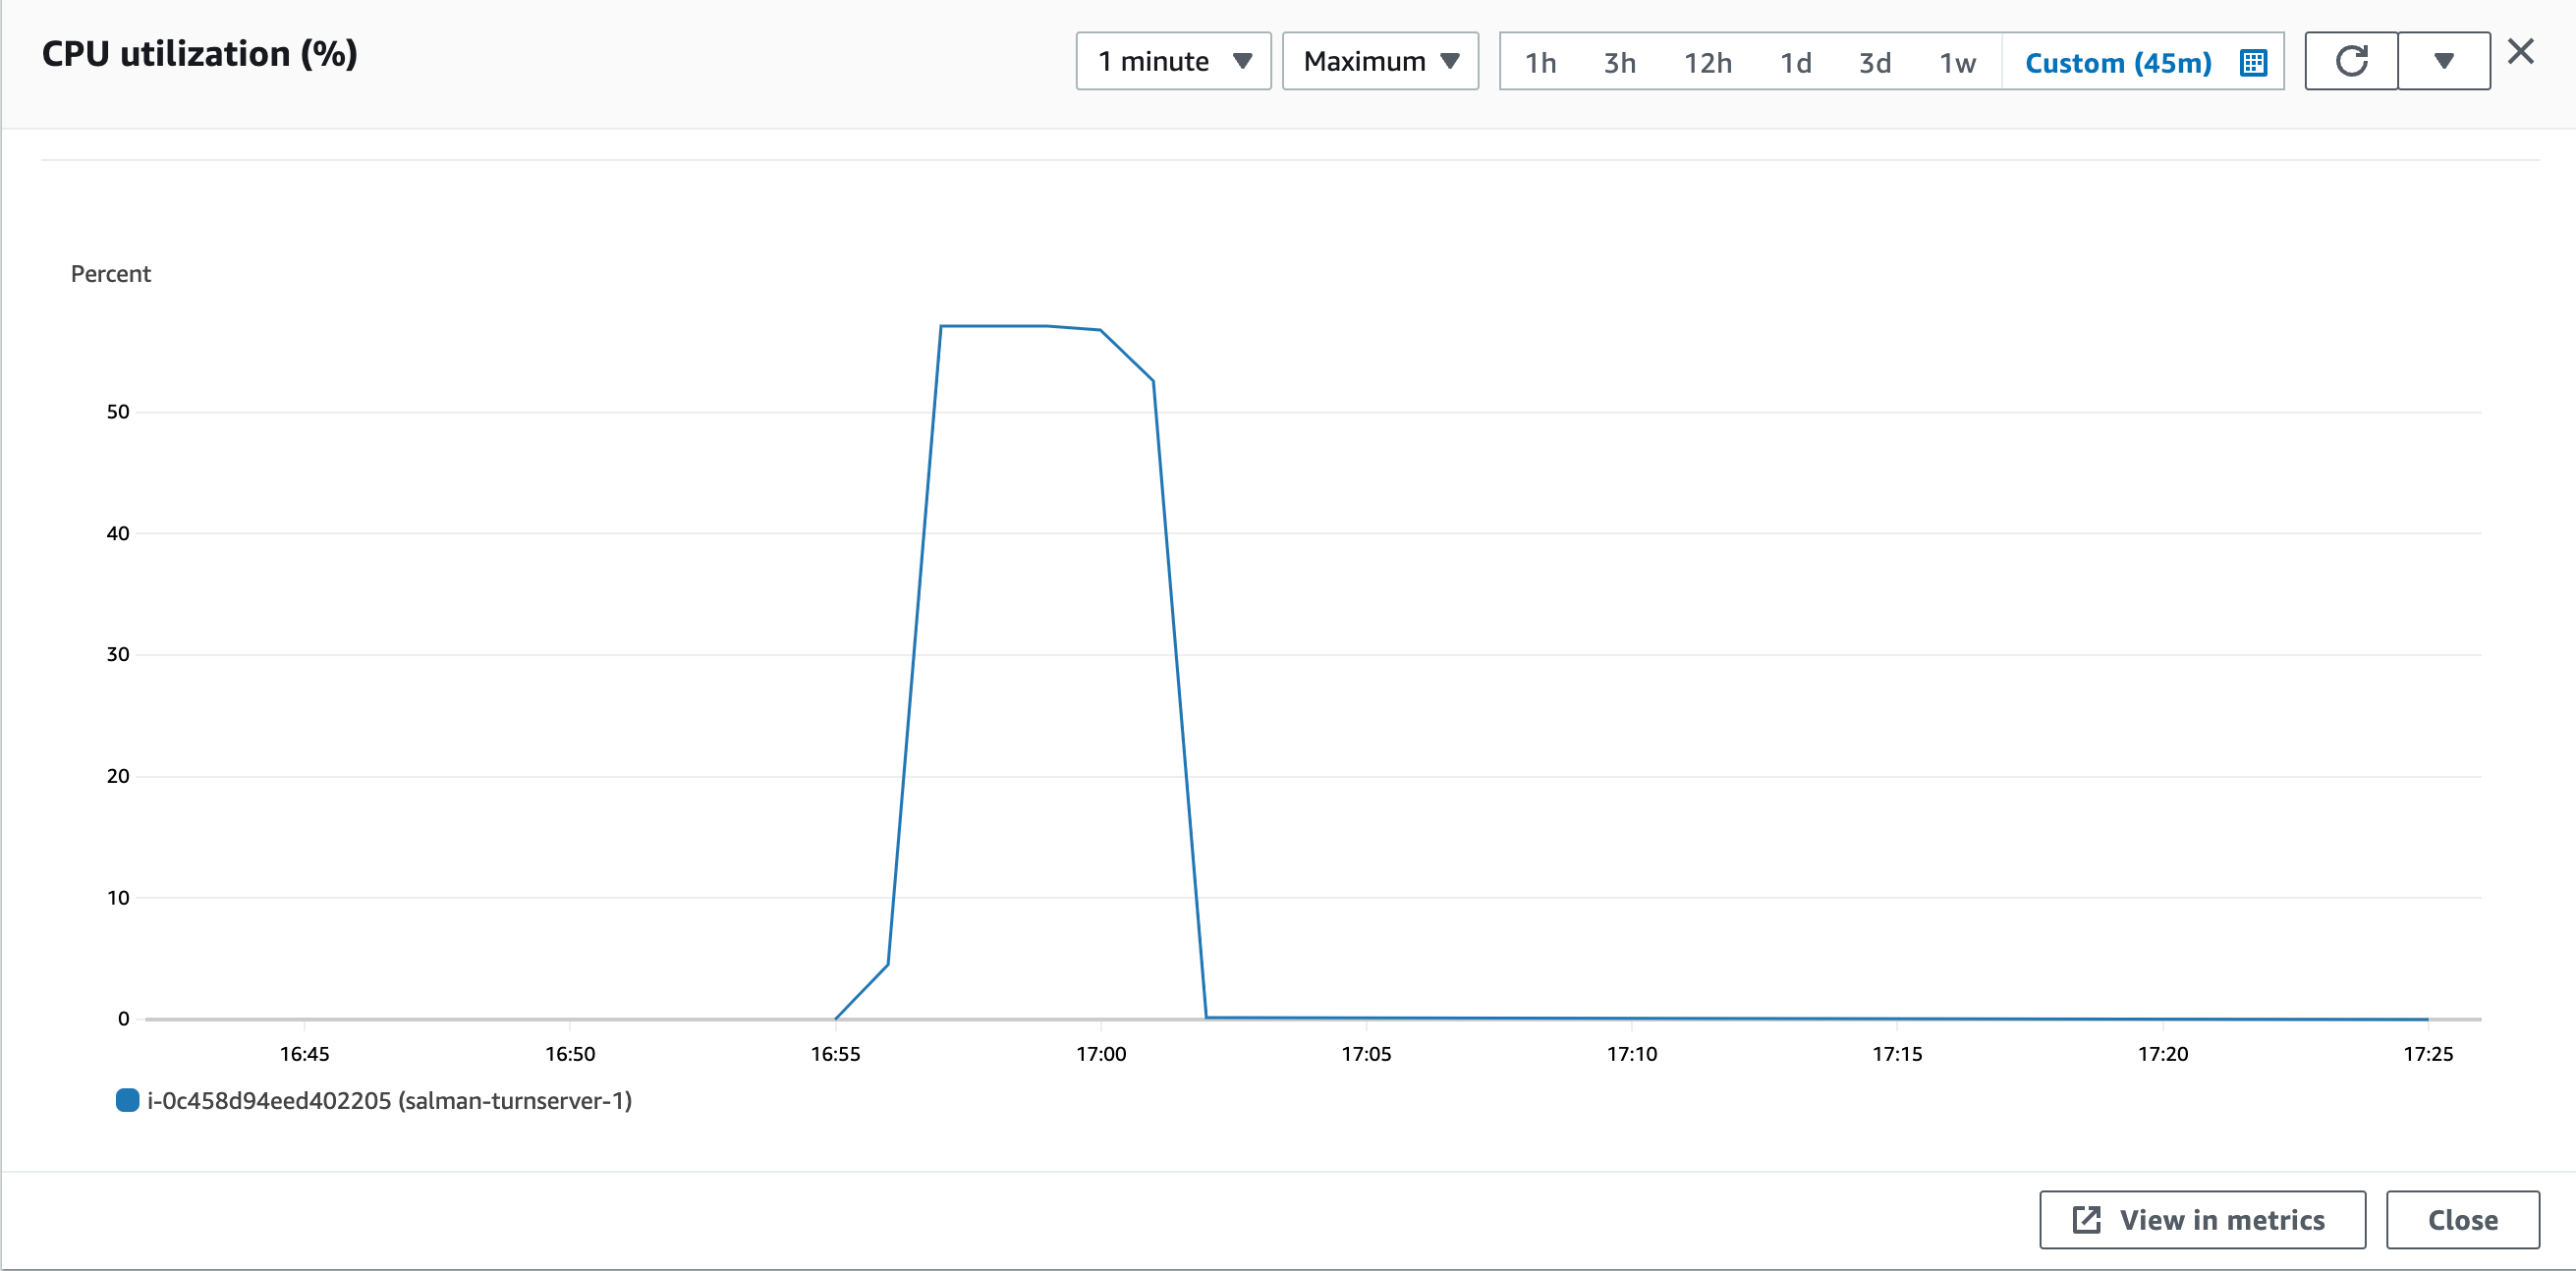 CPU utilization (%)
1 minute
Maximum
1h 3h 12h 1d 3d 1w Custom (45m)
Percent
50
40
30
20
10
0
16:45 16:50 16:55 17:00 17:05 17:10 17:15 17:20 17:25
i-0c458d94eed402205 (salman-turnserver-1)
View in metrics
Close